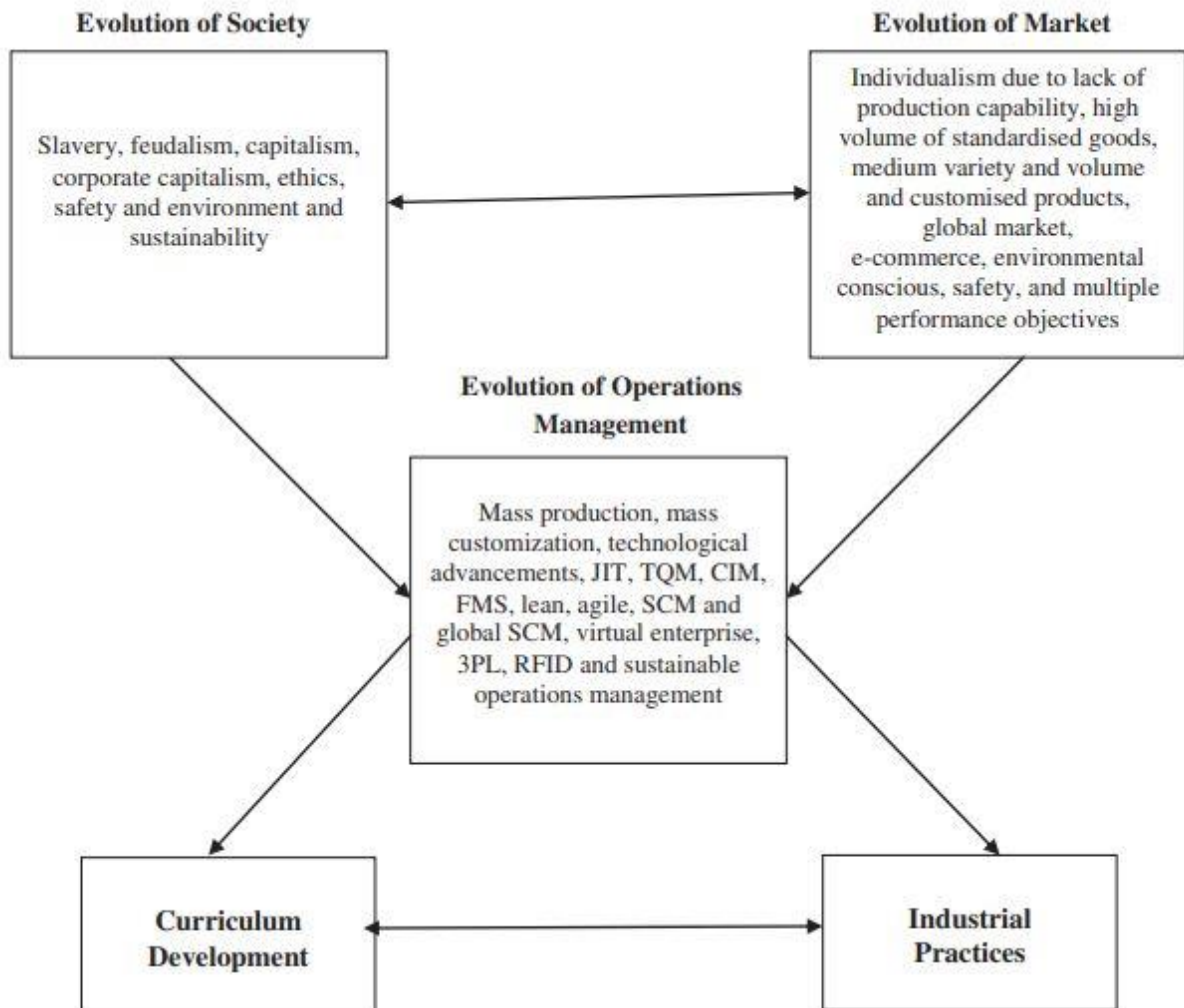 Evolution of Society
Slavery, feudalism, capitalism,
corporate capitalism, ethics,
safety and environment and
sustainability
Evolution of Market
Individualism due to lack of
production capability, high
volume of standardised goods,
medium variety and volume
and customised products,
global market,
e-commerce, environmental
conscious, safety, and multiple
performance objectives
Evolution of Operations
Management
Mass production, mass
customization, technological
advancements, JIT, TQM, CIM,
FMS, lean, agile, SCM and
global SCM, virtual enterprise,
3PL, RFID and sustainable
operations management
Curriculum
Development
Industrial
Practices